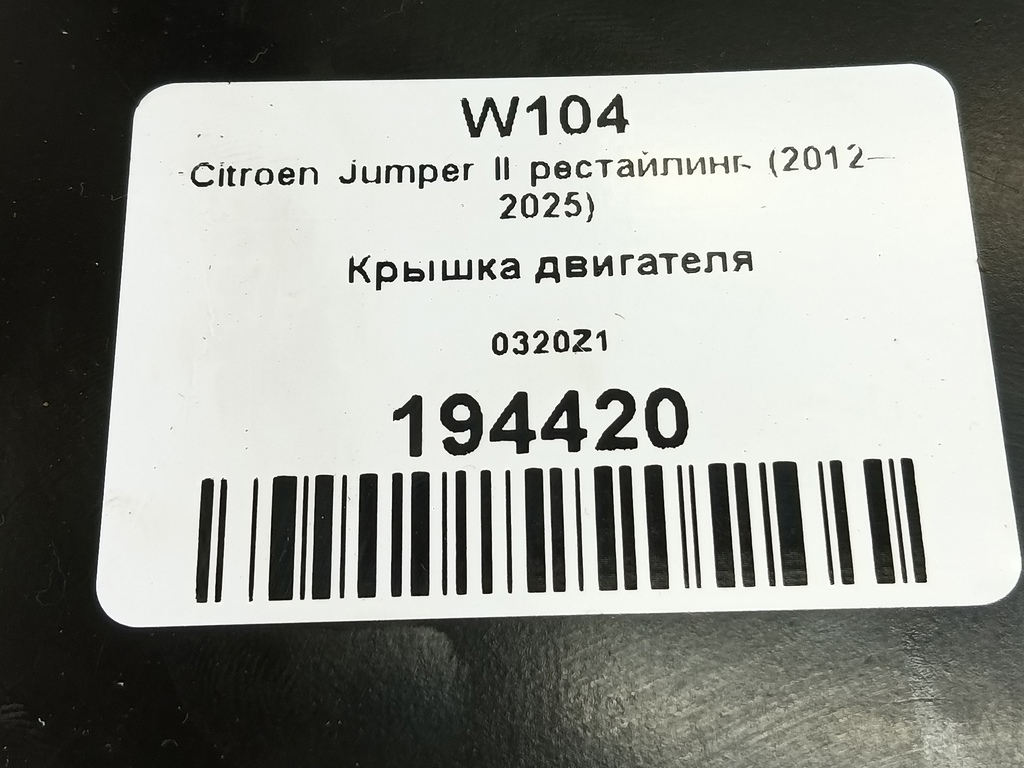 W104
Citroen Jumper II рестайлинг (2012–
2025)
Крышка двигателя
0320Z1
194420